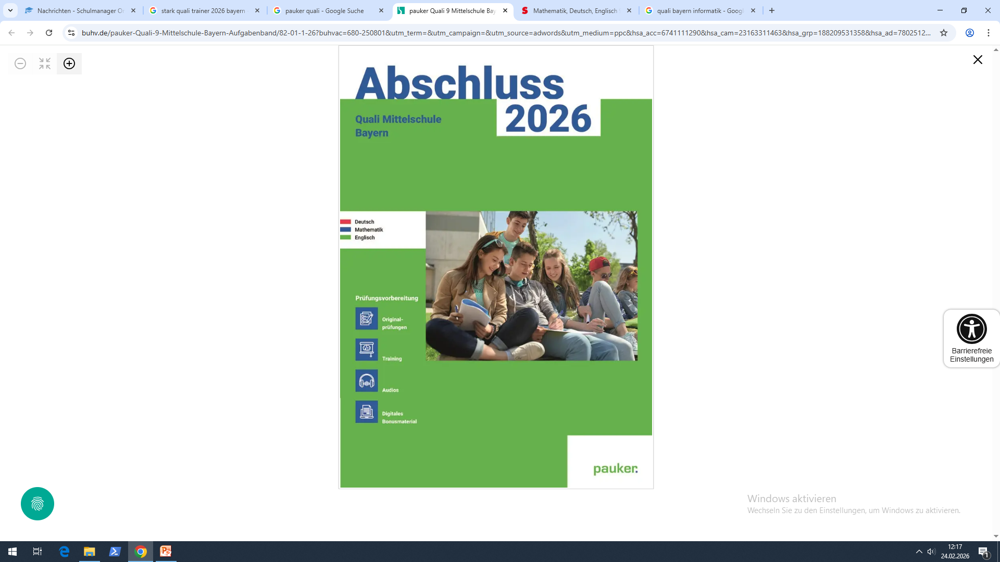 Nachrichten - Schulmanager O
stark quali trainer 2026 bayern
pauker quali - Google Suche
pauker Quali 9 Mittelschule Bay
Mathematik, Deutsch, Englisch
quali bayern informatik - Goog
buhv.de/pauker-Quali-9-Mittelschule-Bayern-Aufgabenband/82-01-1-26?buhvac=680-250801&utm_term=&utm_campaign=&utm_source=adwords&utm_medium=ppc&hsa_acc=6741111290&hsa_cam=23163311463&hsa_grp=188209531358&hsa_ad=7802512...
Abschluss
2026
Quali Mittelschule
Bayern
Deutsch
Mathematik
Englisch
Prüfungsvorbereitung
Original-
prüfungen
Training
Audios
Digitales
Bonusmaterial
pauker.
Barrierefreie
Einstellungen
Windows aktivieren
Wechseln Sie zu den Einstellungen, um Windows zu aktivieren.
12:17
24.02.2026
1